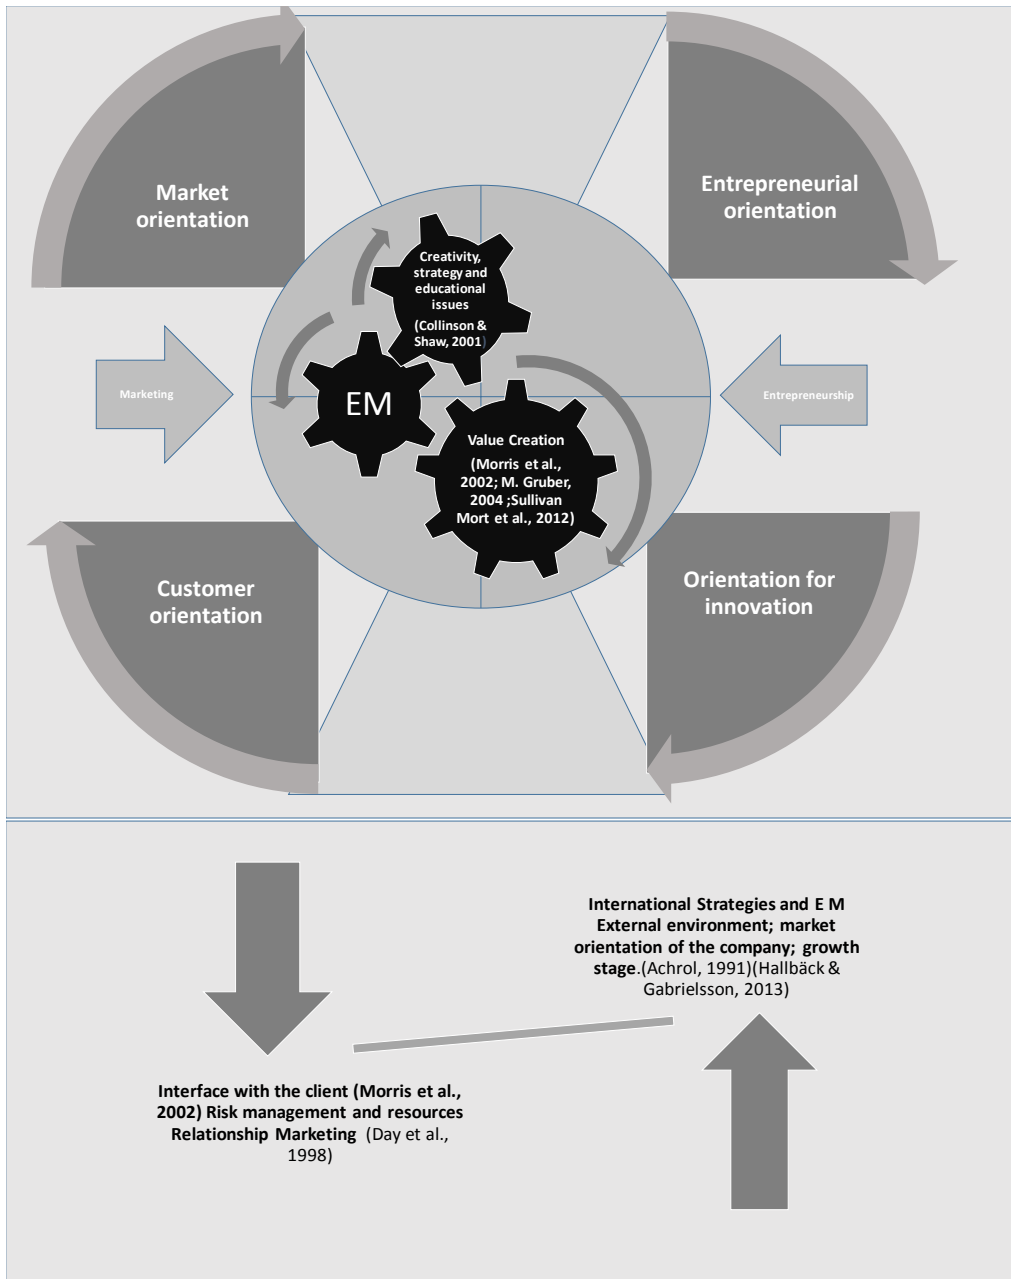 Market
orientation
Entrepreneurial
orientation
Creativity,
strategy and
educational
issues
(Collinson &
Shaw, 2001)
Marketing
EM
Entrepreneurship
Value Creation
(Morris et al.,
2002; M. Gruber,
2004 ;Sullivan
Mort et al., 2012)
Customer
orientation
Orientation for
innovation
International Strategies and E M
External environment; market
orientation of the company; growth
stage.(Achrol, 1991)(Hallbäck &
Gabrielsson, 2013)
Interface with the client (Morris et al.,
2002) Risk management and resources
Relationship Marketing (Day et al.,
1998)